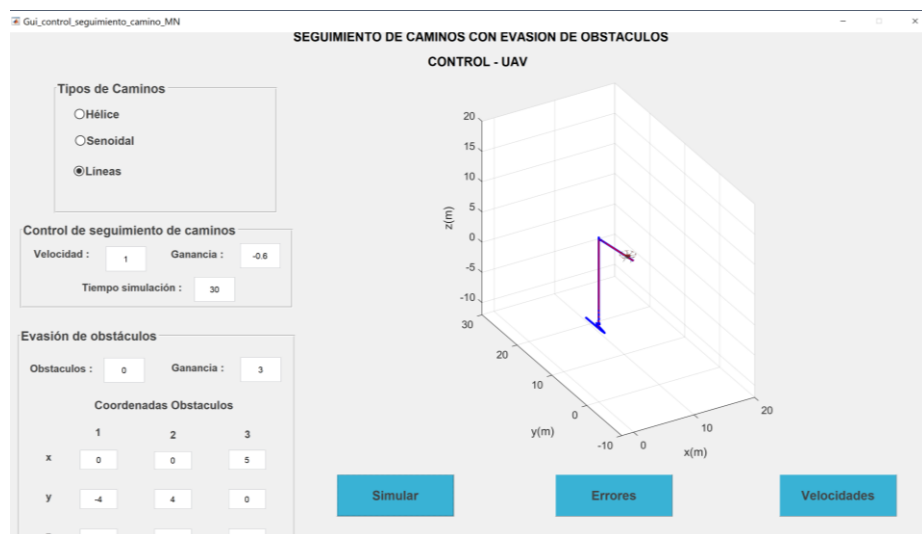 Gui_control_seguimiento_camino_MN
SEGUIMIENTO DE CAMINOS CON EVASION DE OBSTACULOS
CONTROL - UAV
Tipos de Caminos
Hélice
Senoidal
Líneas
Control de seguimiento de caminos
Velocidad : 1 Ganancia : -0.6
Tiempo simulación : 30
Evasión de obstáculos
Obstaculos : 0 Ganancia : 3
Coordenadas Obstaculos
1 2 3
x 0 0 5
y -4 4 0
20
15
10
5
0
-5
-10
z(m)
30
20
10
0
-10
y(m)
0
10
20
x(m)
Simular Errores Velocidades